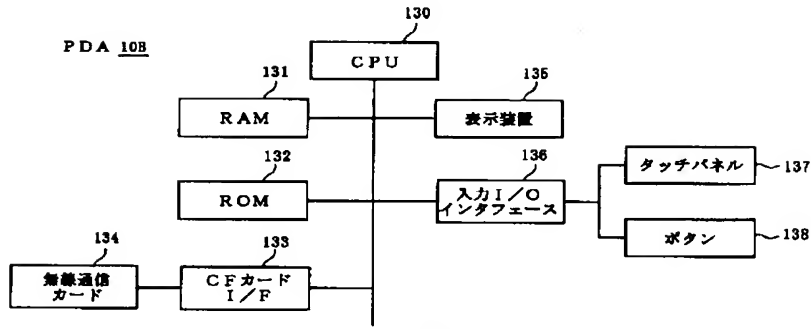 PDA 10B
130
CPU
131
RAM
135
表示装置
132
ROM
136
入力I/O
インタフェース
タッチパネル
137
ボタン
138
134
無線通信
カード
133
CFカード
I/F